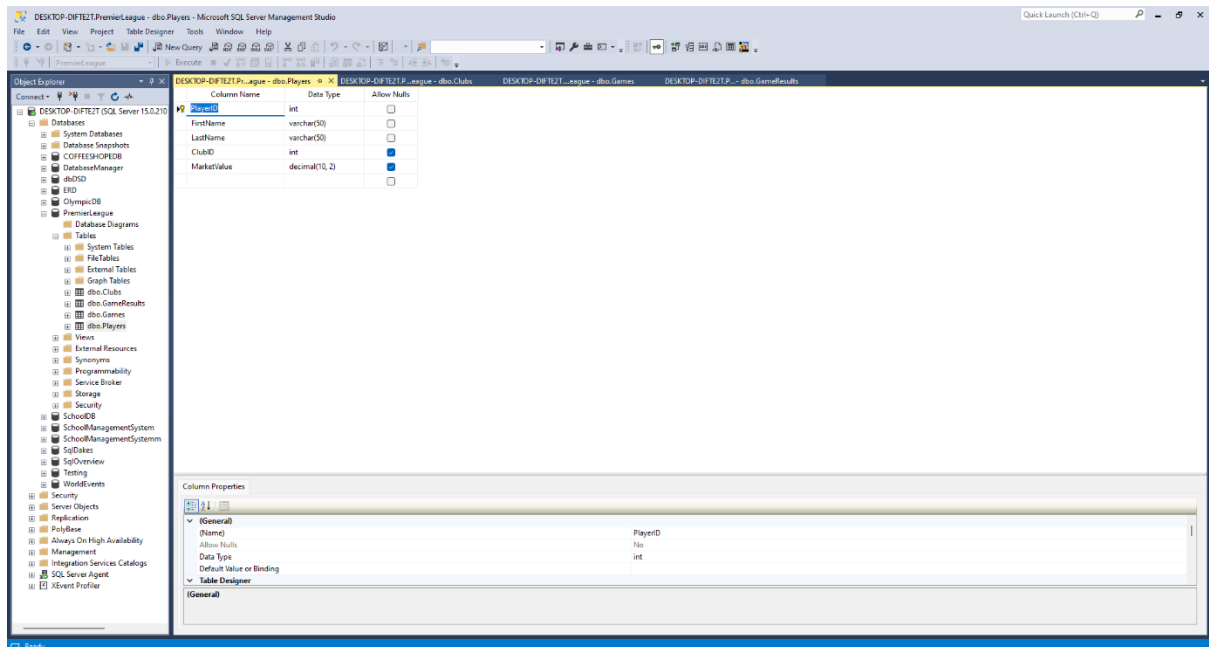 DESKTOP-DIFTE2T.PremierLeague - dbo.Players - Microsoft SQL Server Management Studio
Quick Launch (Ctrl+Q)
File Edit View Project Table Designer Tools Window Help
New Query
PremierLeague Execute
Object Explorer
DESKTOP-DIFTE2T.Pr...ague - dbo.Players DESKTOP-DIFTE2T.P...eague - dbo.Clubs DESKTOP-DIFTE2T....eague - dbo.Games DESKTOP-DIFTE2T.P...- dbo.GameResults
Connect
DESKTOP-DIFTE2T (SQL Server 15.0.210
Databases
System Databases
Database Snapshots
COFFEESHOPEDB
DatabaseManager
dbDSD
ERD
OlympicDB
PremierLeague
Database Diagrams
Tables
System Tables
FileTables
External Tables
Graph Tables
dbo.Clubs
dbo.GameResults
dbo.Games
dbo.Players
Views
External Resources
Synonyms
Programmability
Service Broker
Storage
Security
SchoolDB
SchoolManagementSystem
SchoolManagementSystemm
SqlDakes
SqlOverview
Testing
WorldEvents
Security
Server Objects
Replication
PolyBase
Always On High Availability
Management
Integration Services Catalogs
SQL Server Agent
XEvent Profiler
Column Name Data Type Allow Nulls
PlayerID int
FirstName varchar(50)
LastName varchar(50)
ClubID int
MarketValue decimal(10, 2)
Column Properties
(General)
(Name) PlayerID
Allow Nulls No
Data Type int
Default Value or Binding
Table Designer
(General)
Ready